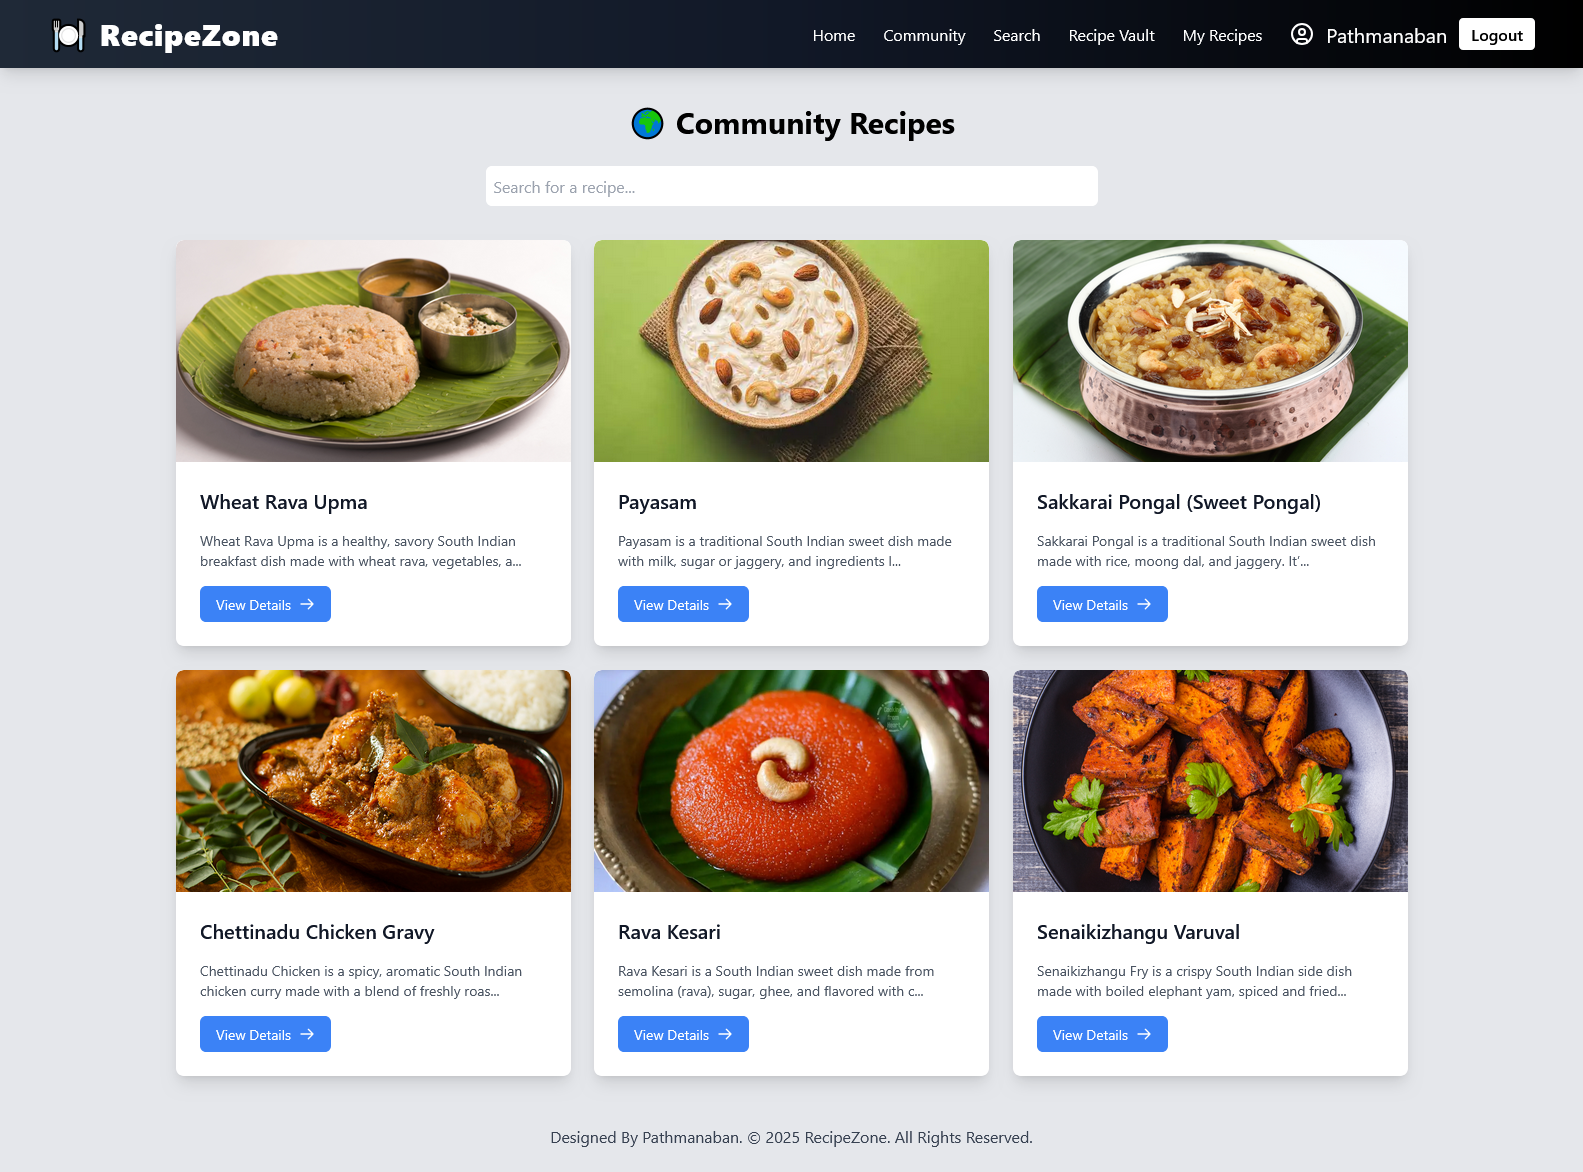 RecipeZone
Home Community Search Recipe Vault My Recipes Pathmanaban Logout
Community Recipes
Search for a recipe...
Wheat Rava Upma
Wheat Rava Upma is a healthy, savory South Indian
breakfast dish made with wheat rava, vegetables, a...
View Details
Payasam
Payasam is a traditional South Indian sweet dish made
with milk, sugar or jaggery, and ingredients l...
View Details
Sakkarai Pongal (Sweet Pongal)
Sakkarai Pongal is a traditional South Indian sweet dish
made with rice, moong dal, and jaggery. It’...
View Details
Chettinadu Chicken Gravy
Chettinadu Chicken is a spicy, aromatic South Indian
chicken curry made with a blend of freshly roas...
View Details
Rava Kesari
Rava Kesari is a South Indian sweet dish made from
semolina (rava), sugar, ghee, and flavored with c...
View Details
Senaikizhangu Varuval
Senaikizhangu Fry is a crispy South Indian side dish
made with boiled elephant yam, spiced and fried...
View Details
Designed By Pathmanaban. © 2025 RecipeZone. All Rights Reserved.